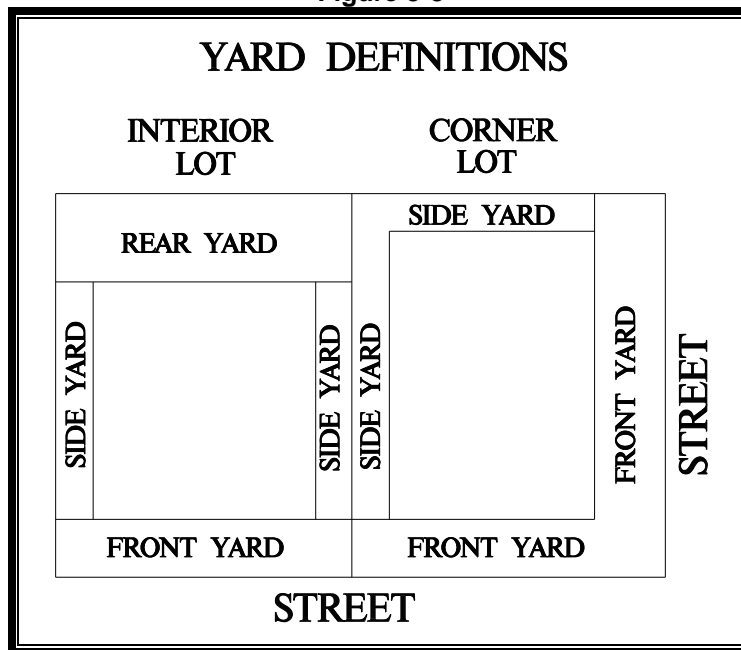 YARD DEFINITIONS
INTERIOR
LOT
CORNER
LOT
REAR YARD
SIDE YARD
SIDE YARD
SIDE YARD
SIDE YARD
FRONT YARD
STREET
FRONT YARD
FRONT YARD
STREET